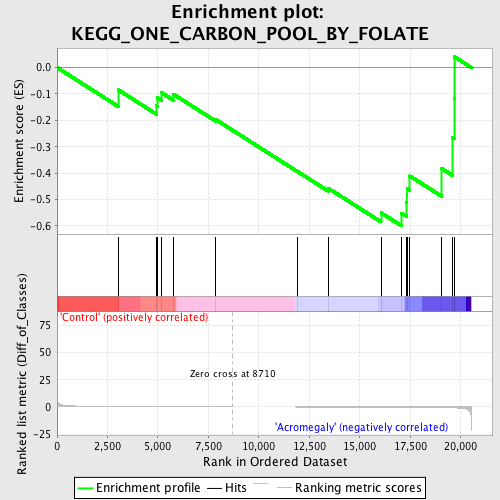 Enrichment plot:
KEGG_ONE_CARBON_POOL_BY_FOLATE
Enrichment score (ES)
0.0
-0.1
-0.2
-0.3
-0.4
-0.5
-0.6
'Control' (positively correlated)
Ranked list metric (Diff_of_Classes)
75
50
25
0
-25
Zero cross at 8710
'Acromegaly' (negatively correlated)
0 2,500 5,000 7,500 10,000 12,500 15,000 17,500 20,000
Rank in Ordered Dataset
Enrichment profile Hits Ranking metric scores